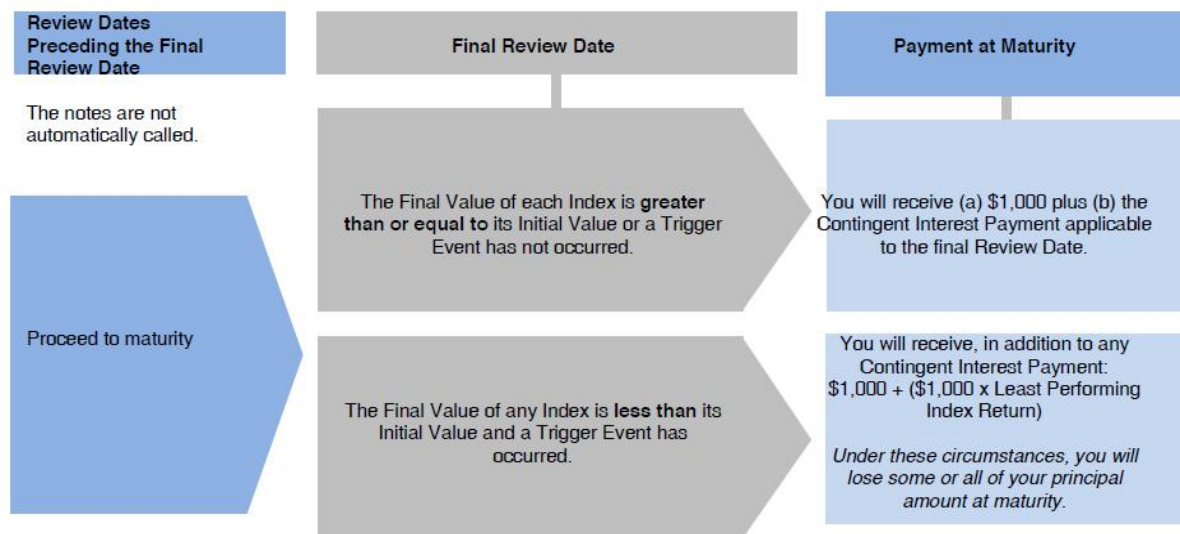 Review Dates
Preceding the Final
Review Date
Final Review Date
Payment at Maturity
The notes are not
automatically called.
Proceed to maturity
The Final Value of each Index is greater
than or equal to its Initial Value or a Trigger
Event has not occurred.
You will receive (a) $1,000 plus (b) the
Contingent Interest Payment applicable
to the final Review Date.
The Final Value of any Index is less than its
Initial Value and a Trigger Event has
occurred.
You will receive, in addition to any
Contingent Interest Payment:
$1,000 + ($1,000 x Least Performing
Index Return)
Under these circumstances, you will
lose some or all of your principal
amount at maturity.